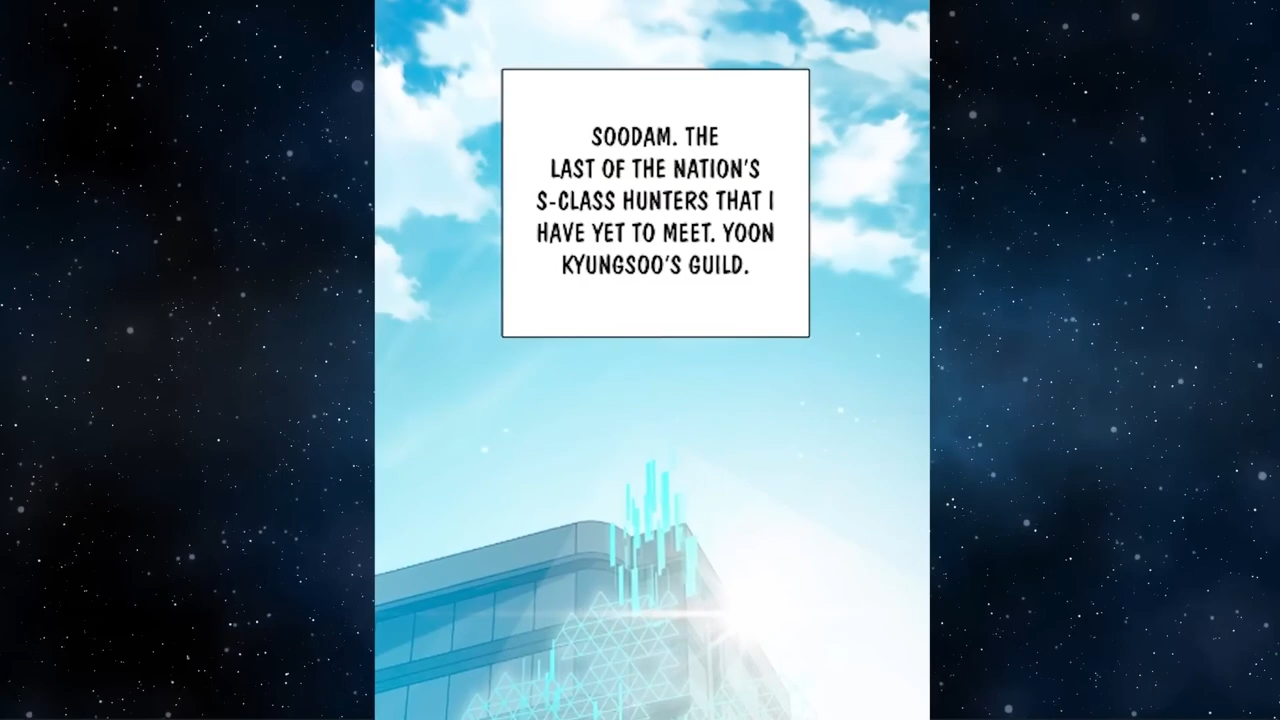 SOODAM. THE
LAST OF THE NATION'S
S-CLASS HUNTERS THAT I
HAVE YET TO MEET. YOON
KYUNGSOO'S GUILD.